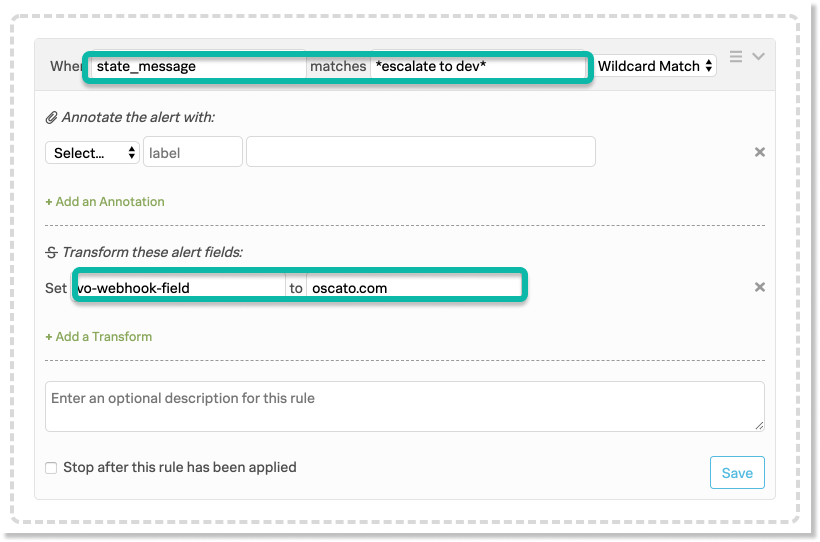 When state_message matches *escalate to dev* Wildcard Match
Annotate the alert with:
Select... label
+ Add an Annotation
Transform these alert fields:
Set vo-webhook-field to oscato.com
+ Add a Transform
Enter an optional description for this rule
Stop after this rule has been applied
Save